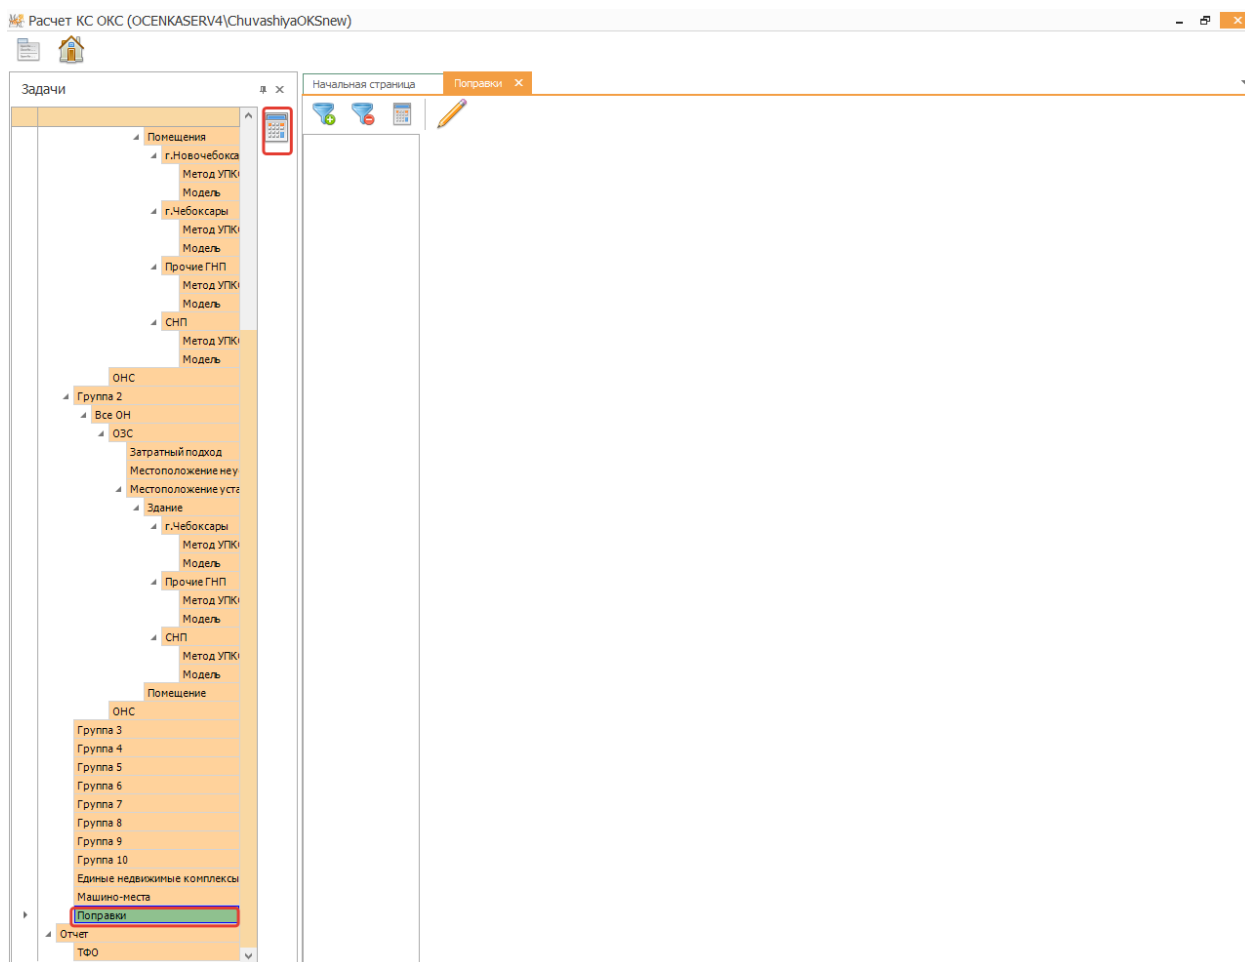 Расчет КС ОКС (OCENKASERV4\ChuvashiyaOKSnew)
Задачи
Начальная страница
Поправки
Помещения
г.Новочебокса
Метод УПК
Модель
г.Чебоксары
Метод УПК
Модель
Прочие ГНП
Метод УПК
Модель
СНП
Метод УПК
Модель
ОНС
Группа 2
Все ОН
ОЗС
Затратный подход
Местоположение неу
Местоположение уста
Здание
г.Чебоксары
Метод УПК
Модель
Прочие ГНП
Метод УПК
Модель
СНП
Метод УПК
Модель
Помещение
ОНС
Группа 3
Группа 4
Группа 5
Группа 6
Группа 7
Группа 8
Группа 9
Группа 10
Единые недвижимые комплексы
Машино-места
Поправки
Отчет
ТФО